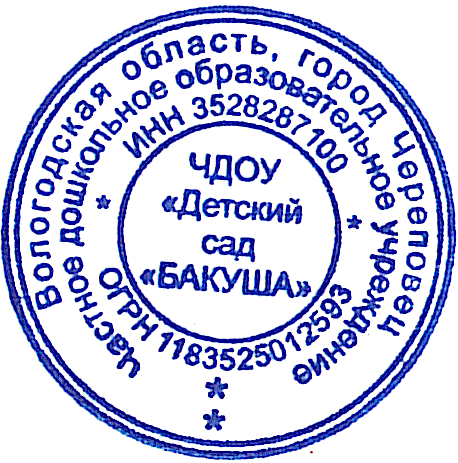 Вологодская область, город Череповец
Частное дошкольное образовательное учреждение
ИНН 3528287100
ОГРН 1183525012593
ЧДОУ
«Детский
сад
«БАКУША»